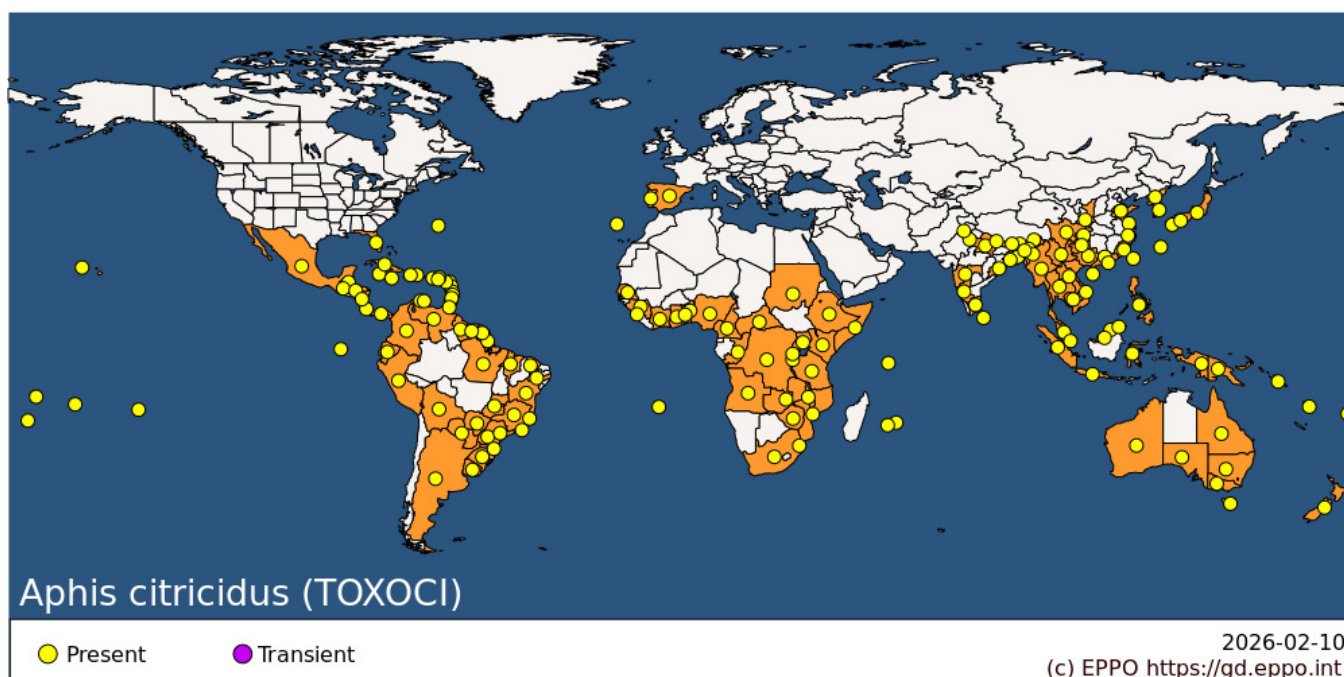 Aphis citricidus (TOXOCI)
Present
Transient
2026-02-10
(c) EPPO https://gd.eppo.int